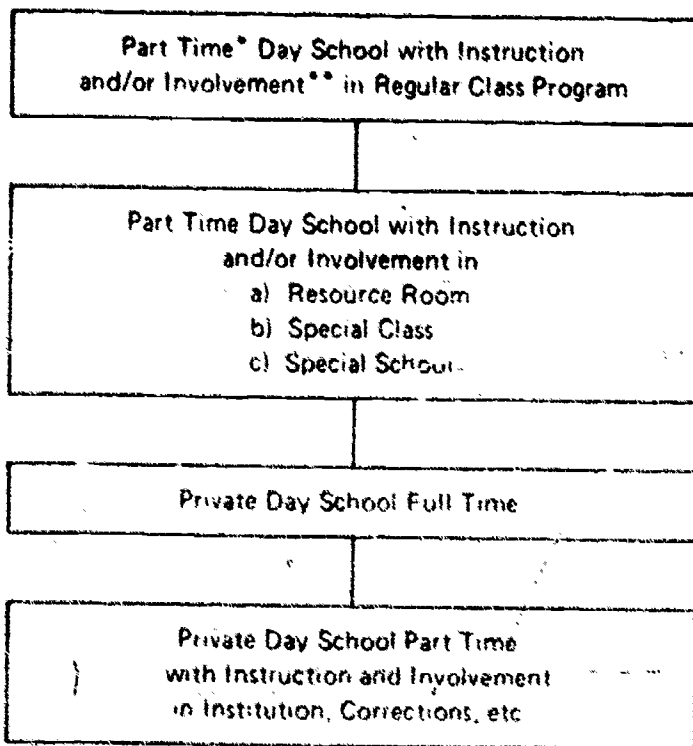 Part Time* Day School with Instruction
and/or Involvement** in Regular Class Program
Part Time Day School with Instruction
and/or Involvement in
a) Resource Room
b) Special Class
c) Special School
Private Day School Full Time
Private Day School Part Time
with Instruction and Involvement
in Institution, Corrections, etc